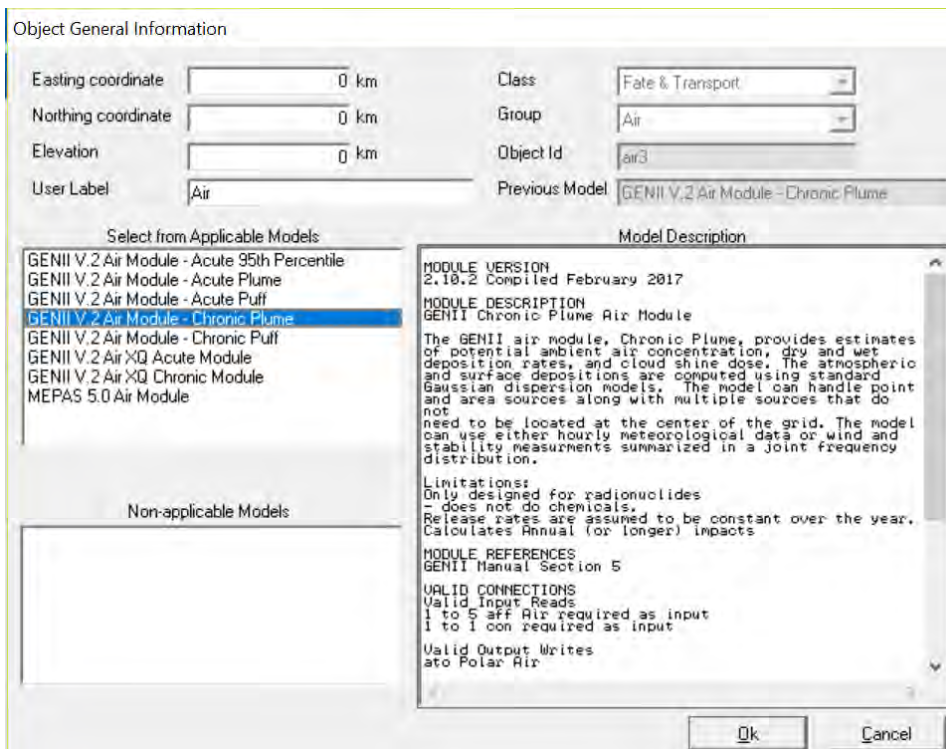 Object General Information
Easting coordinate 0 km Class Fate & Transport
Northing coordinate 0 km Group Air
Elevation 0 km Object Id air3
User Label Air Previous Model GENII V.2 Air Module - Chronic Plume
Select from Applicable Models
GENII V.2 Air Module - Acute 95th Percentile
GENII V.2 Air Module - Acute Plume
GENII V.2 Air Module - Acute Puff
GENII V.2 Air Module - Chronic Plume
GENII V.2 Air Module - Chronic Puff
GENII V.2 Air XQ Acute Module
GENII V.2 Air XQ Chronic Module
MEPAS 5.0 Air Module
Non-applicable Models
Model Description
MODULE VERSION
2.10.2 Compiled February 2017
MODULE DESCRIPTION
GENII Chronic Plume Air Module
The GENII air module, Chronic Plume, provides estimates
of potential ambient air concentration, dry and wet
deposition rates, and cloud shine dose. The atmospheric
and surface depositions are computed using standard
Gaussian dispersion models. The model can handle point
and area sources along with multiple sources that do
not
need to be located at the center of the grid. The model
can use either hourly meteorological data or wind and
stability measurments summarized in a joint frequency
distribution.
Limitations:
Only designed for radionuclides
- does not do chemicals.
Release rates are assumed to be constant over the year.
Calculates Annual (or longer) impacts
MODULE REFERENCES
GENII Manual Section 5
VALID CONNECTIONS
Valid Input Reads
1 to 5 aff Air required as input
1 to 1 con required as input
Valid Output Writes
ato Polar Air
Ok Cancel